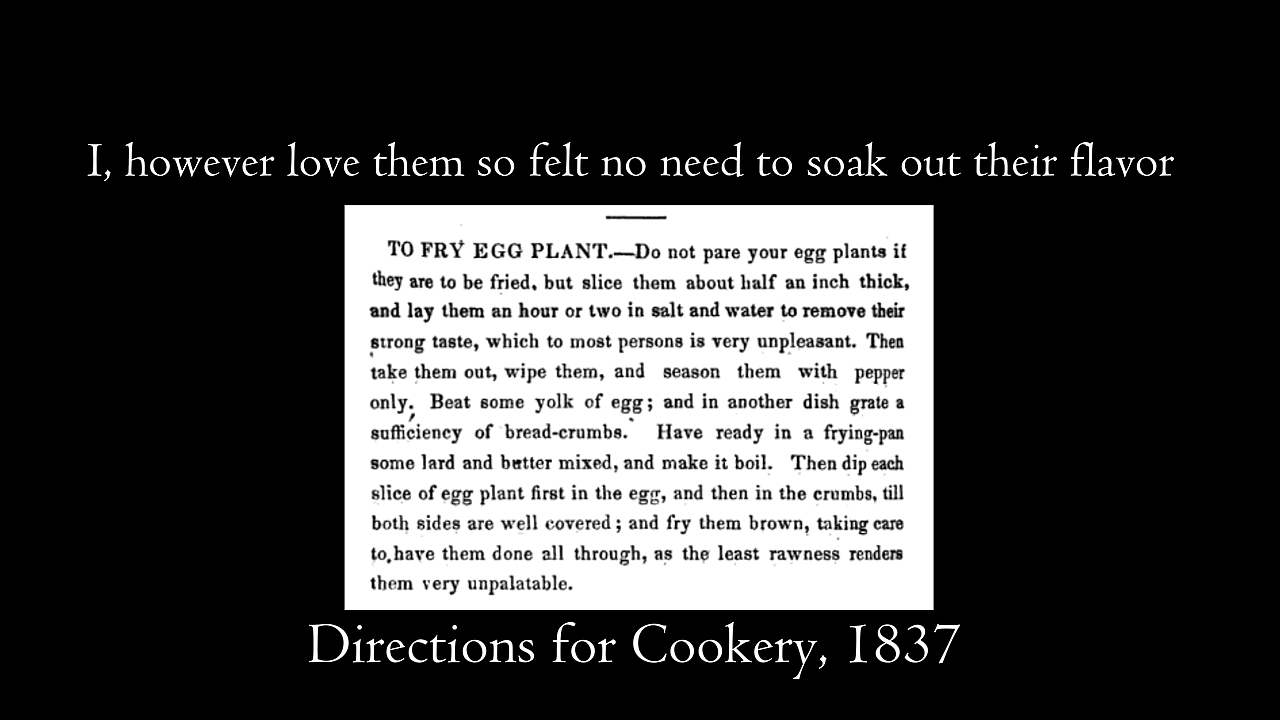 I, however love them so felt no need to soak out their flavor
TO FRY EGG PLANT.—Do not pare your egg plants if
they are to be fried, but slice them about half an inch thick,
and lay them an hour or two in salt and water to remove their
strong taste, which to most persons is very unpleasant. Then
take them out, wipe them, and season them with pepper
only. Beat some yolk of egg; and in another dish grate a
sufficiency of bread-crumbs. Have ready in a frying-pan
some lard and butter mixed, and make it boil. Then dip each
slice of egg plant first in the egg, and then in the crumbs, till
both sides are well covered; and fry them brown, taking care
to have them done all through, as the least rawness renders
them very unpalatable.
Directions for Cookery, 1837